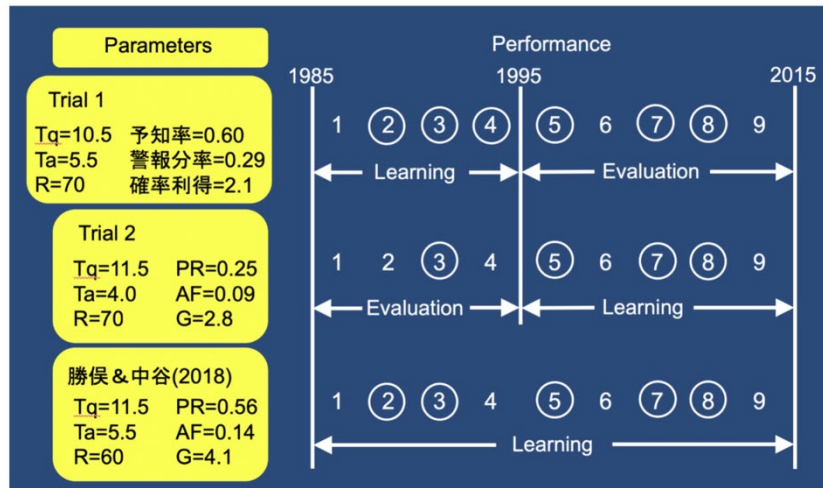 Parameters
Performance
1985 1995 2015
Trial 1
Tq=10.5 予知率=0.60
Ta=5.5 警報分率=0.29
R=70 確率利得=2.1
1 2 3 4 5 6 7 8 9
Learning Evaluation
Trial 2
Tq=11.5 PR=0.25
Ta=4.0 AF=0.09
R=70 G=2.8
1 2 3 4 5 6 7 8 9
Evaluation Learning
勝俣&中谷(2018)
Tq=11.5 PR=0.56
Ta=5.5 AF=0.14
R=60 G=4.1
1 2 3 4 5 6 7 8 9
Learning